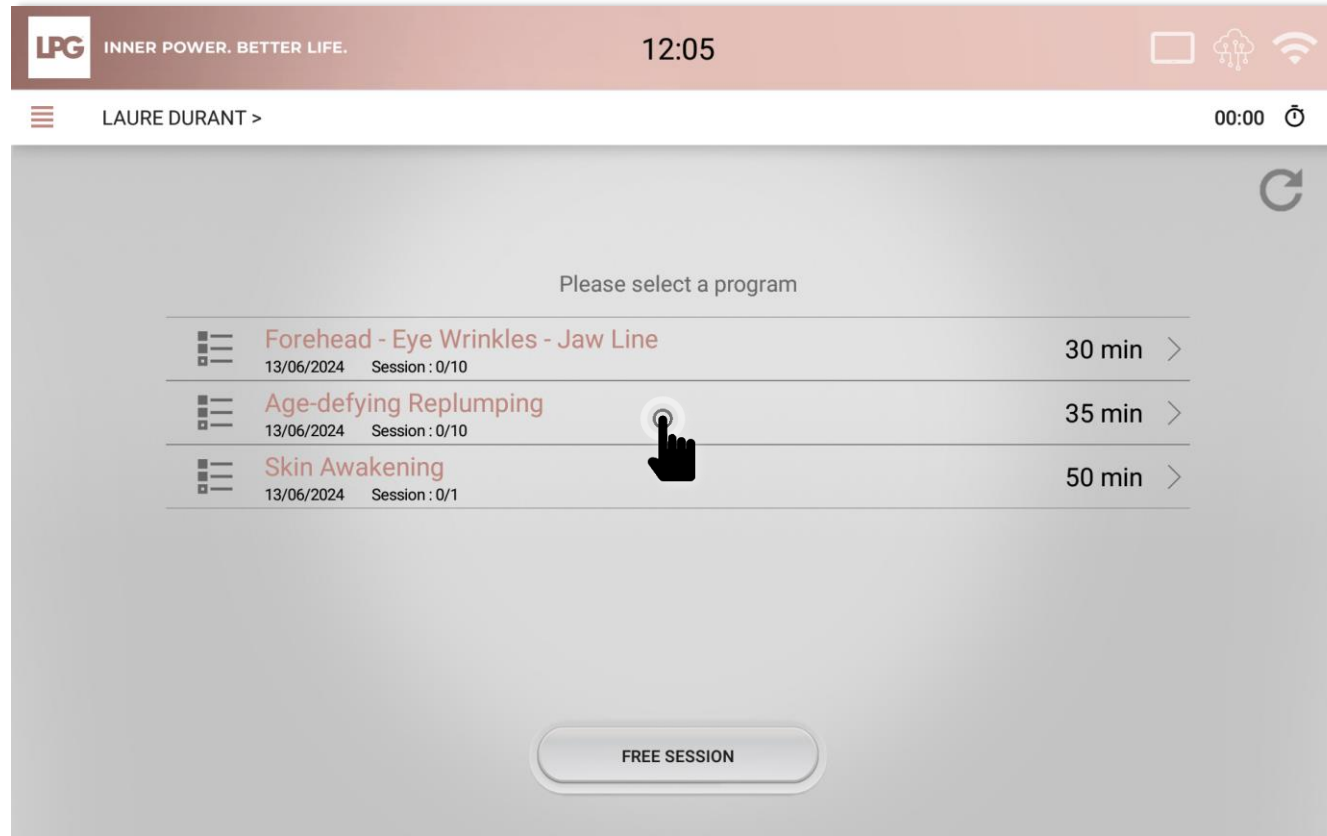 LPG INNER POWER. BETTER LIFE. 12:05
LAURE DURANT > 00:00
Please select a program
Forehead - Eye Wrinkles - Jaw Line
13/06/2024 Session : 0/10
30 min >
Age-defying Replumping
13/06/2024 Session : 0/10
35 min >
Skin Awakening
13/06/2024 Session : 0/1
50 min >
FREE SESSION